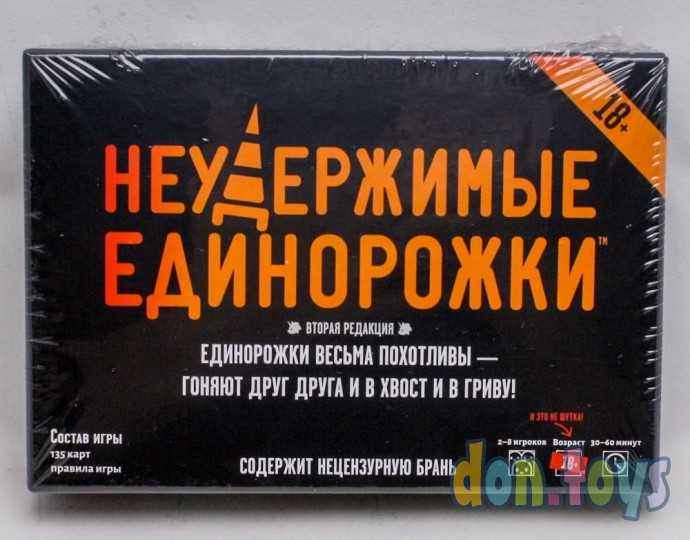 18+
НЕУДЕРЖИМЫЕ
ЕДИНОРОЖКИ™
ВТОРАЯ РЕДАКЦИЯ
ЕДИНОРОЖКИ ВЕСЬМА ПОХОТЛИВЫ —
ГОНЯЮТ ДРУГ ДРУГА И В ХВОСТ И В ГРИВУ!
И ЭТО НЕ ШУТКА!
СОСТАВ ИГРЫ
135 КАРТ
ПРАВИЛА ИГРЫ
СОДЕРЖИТ НЕЦЕНЗУРНУЮ БРАНЬ
2–8 игроков Возраст 30–60 минут
18+
don.toys